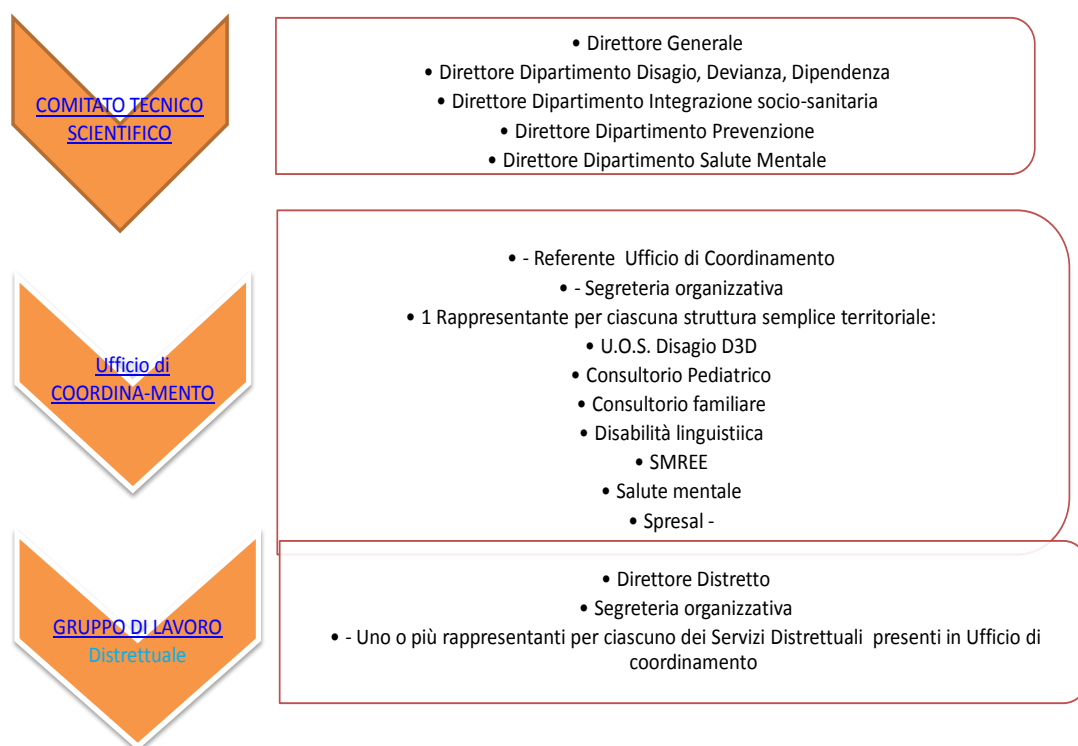 COMITATO TECNICO
SCIENTIFICO
• Direttore Generale
• Direttore Dipartimento Disagio, Devianza, Dipendenza
• Direttore Dipartimento Integrazione socio-sanitaria
• Direttore Dipartimento Prevenzione
• Direttore Dipartimento Salute Mentale
Ufficio di
COORDINA-MENTO
• - Referente Ufficio di Coordinamento
• - Segreteria organizzativa
• 1 Rappresentante per ciascuna struttura semplice territoriale:
• U.O.S. Disagio D3D
• Consultorio Pediatrico
• Consultorio familiare
• Disabilità linguistiica
• SMREE
• Salute mentale
• Spresal -
GRUPPO DI LAVORO
Distrettuale
• Direttore Distretto
• Segreteria organizzativa
• - Uno o più rappresentanti per ciascuno dei Servizi Distrettuali presenti in Ufficio di
coordinamento